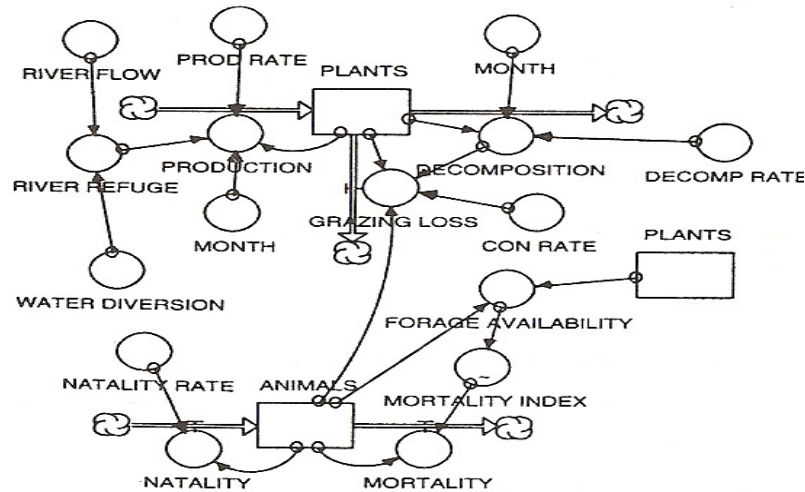 RIVER FLOW
PROD RATE
PLANTS
MONTH
PRODUCTION
DECOMPOSITION
DECOMP RATE
RIVER REFUGE
MONTH
GRAZING LOSS
CON RATE
PLANTS
WATER DIVERSION
FORAGE AVAILABILITY
NATALITY RATE
ANIMALS
~
MORTALITY INDEX
NATALITY
MORTALITY